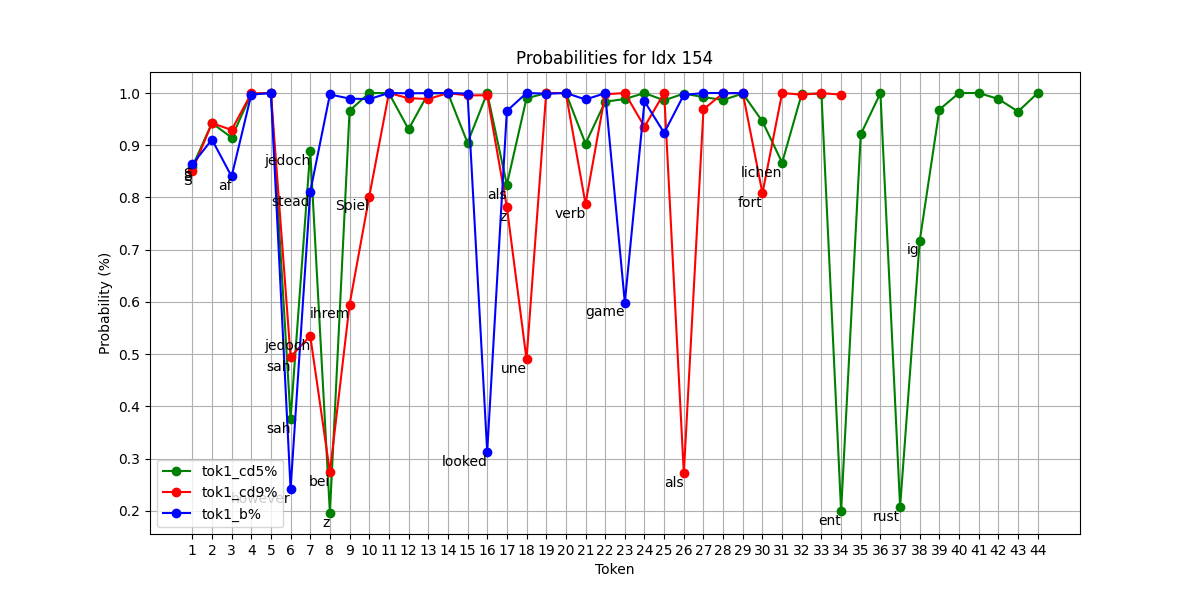 Probabilities for Idx 154
Probability (%)
1.0
0.9
0.8
0.7
0.6
0.5
0.4
0.3
0.2
S
af
jedoch
stead
Spiel
als
z
verb
lichen
fort
ihrem
jedoch
sah
sah
however
bei
z
une
looked
game
als
ent
rust
ig
tok1_cd5%
tok1_cd9%
tok1_b%
1 2 3 4 5 6 7 8 9 10 11 12 13 14 15 16 17 18 19 20 21 22 23 24 25 26 27 28 29 30 31 32 33 34 35 36 37 38 39 40 41 42 43 44
Token